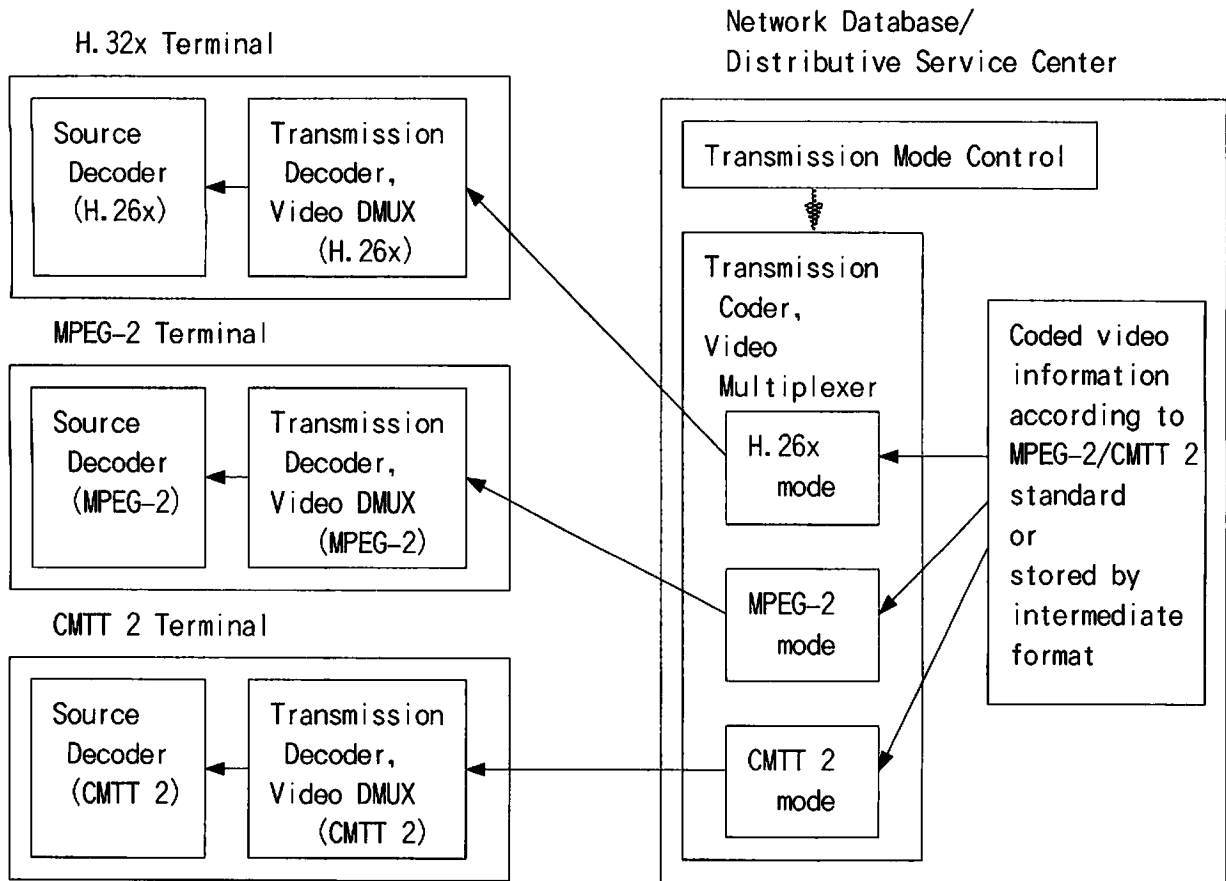 H.32x Terminal
Source
Decoder
(H.26x)
Transmission
Decoder,
Video DMUX
(H.26x)
MPEG-2 Terminal
Source
Decoder
(MPEG-2)
Transmission
Decoder,
Video DMUX
(MPEG-2)
CMTT 2 Terminal
Source
Decoder
(CMTT 2)
Transmission
Decoder,
Video DMUX
(CMTT 2)
Network Database/
Distributive Service Center
Transmission Mode Control
Transmission
Coder,
Video
Multiplexer
H.26x
mode
MPEG-2
mode
CMTT 2
mode
Coded video
information
according to
MPEG-2/CMTT 2
standard
or
stored by
intermediate
format